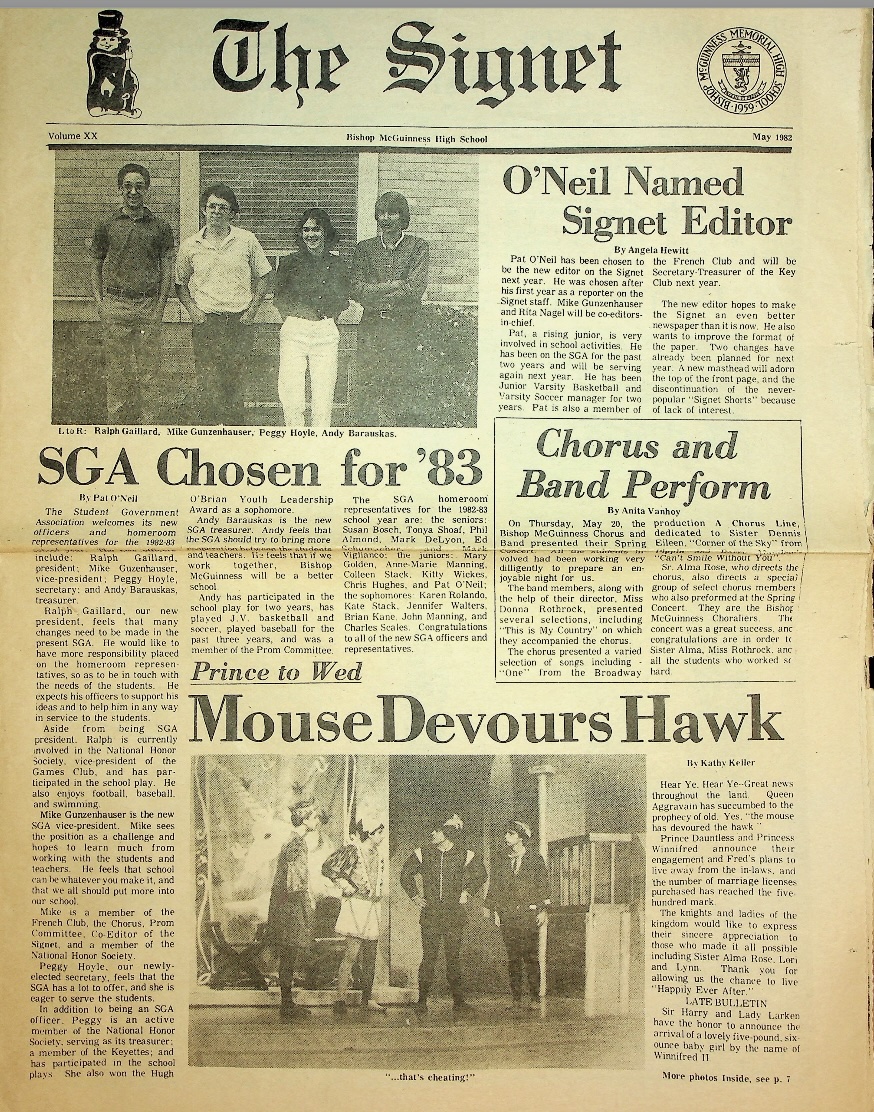 The Signet
McGUINNESS MEMORIAL HIGH SCHOOL · BISHOP · 1959
Volume XX
Bishop McGuinness High School
May 1982
L to R: Ralph Gaillard, Mike Gunzenhauser, Peggy Hoyle, Andy Barauskas.
O'Neil Named
Signet Editor
By Angela Hewitt
Pat O'Neil has been chosen to
be the new editor on the Signet
next year. He was chosen after
his first year as a reporter on the
Signet staff. Mike Gunzenhauser
and Rita Nagel will be co-editors-
in-chief.
Pat, a rising junior, is very
involved in school activities. He
has been on the SGA for the past
two years and will be serving
again next year. He has been
Junior Varsity Basketball and
Varsity Soccer manager for two
years. Pat is also a member of
the French Club and will be
Secretary-Treasurer of the Key
Club next year.
The new editor hopes to make
the Signet an even better
newspaper than it is now. He also
wants to improve the format of
the paper. Two changes have
already been planned for next
year. A new masthead will adorn
the top of the front page, and the
discontinuation of the never-
popular "Signet Shorts" because
of lack of interest.
SGA Chosen for '83
By Pat O'Neil
The Student Government
Association welcomes its new
officers and homeroom
representatives for the 1982-83
include: Ralph Gaillard,
president; Mike Guzenhauser,
vice-president; Peggy Hoyle,
secretary; and Andy Barauskas,
treasurer.
Ralph Gaillard, our new
president, feels that many
changes need to be made in the
present SGA. He would like to
have more responsibility placed
on the homeroom represen-
tatives, so as to be in touch with
the needs of the students. He
expects his officers to support his
ideas and to help him in any way
in service to the students.
Aside from being SGA
president, Ralph is currently
involved in the National Honor
Society, vice-president of the
Games Club, and has par-
ticipated in the school play. He
also enjoys football, baseball,
and swimming.
Mike Gunzenhauser is the new
SGA vice-president. Mike sees
the position as a challenge and
hopes to learn much from
working with the students and
teachers. He feels that school
can be whatever you make it, and
that we all should put more into
our school.
Mike is a member of the
French Club, the Chorus, Prom
Committee, Co-Editor of the
Signet, and a member of the
National Honor Society.
Peggy Hoyle, our newly-
elected secretary, feels that the
SGA has a lot to offer, and she is
eager to serve the students.
In addition to being an SGA
officer, Peggy is an active
member of the National Honor
Society, serving as its treasurer;
a member of the Keyettes; and
has participated in the school
plays. She also won the Hugh
O'Brian Youth Leadership
Award as a sophomore.
Andy Barauskas is the new
SGA treasurer. Andy feels that
the SGA should try to bring more
cooperation between the students
and teachers. He feels that if we
work together, Bishop
McGuinness will be a better
school
Andy has participated in the
school play for two years, has
played J.V. basketball and
soccer, played baseball for the
past three years, and was a
member of the Prom Committee.
The SGA homeroom
representatives for the 1982-83
school year are: the seniors:
Susan Bosch, Tonya Shoaf, Phil
Almond, Mark DeLyon, Ed
Schumacher, and Mark
Vigliano; the juniors: Mary
Golden, Anne-Marie Manning,
Colleen Stack, Kitty Wickes,
Chris Hughes, and Pat O'Neil;
the sophomores: Karen Rolando,
Kate Stack, Jennifer Walters,
Brian Kane, John Manning, and
Charles Scales. Congratulations
to all of the new SGA officers and
representatives.
Chorus and
Band Perform
By Anita Vanhoy
On Thursday, May 20, the
Bishop McGuinness Chorus and
Band presented their Spring
Concert. All the students in-
volved had been working very
diligently to prepare an en-
joyable night for us.
The band members, along with
the help of their director, Miss
Donna Rothrock, presented
several selections, including
"This is My Country" on which
they accompanied the chorus.
The chorus presented a varied
selection of songs including -
"One" from the Broadway
production A Chorus Line,
dedicated to Sister Dennis
Eileen, "Corner of the Sky" from
"Can't Smile Without You"
Sr. Alma Rose, who directs the
chorus, also directs a special
group of select chorus members
who also preformed at the Spring
Concert. They are the Bishop
McGuinness Choraliers. The
concert was a great success, and
congratulations are in order to
Sister Alma, Miss Rothrock, and
all the students who worked so
hard.
Prince to Wed
Mouse Devours Hawk
By Kathy Keller
Hear Ye, Hear Ye--Great news
throughout the land. Queen
Aggravain has succumbed to the
prophecy of old. Yes, "the mouse
has devoured the hawk"
Prince Dauntless and Princess
Winnifred announce their
engagement and Fred's plans to
live away from the in-laws, and
the number of marriage licenses
purchased has reached the five-
hundred mark.
The knights and ladies of the
kingdom would like to express
their sincere appreciation to
those who made it all possible
including Sister Alma Rose, Lori
and Lynn. Thank you for
allowing us the chance to live
"Happily Ever After."
LATE BULLETIN
Sir Harry and Lady Larken
have the honor to announce the
arrival of a lovely five-pound, six-
ounce baby girl by the name of
Winnifred II.
"...that's cheating!"
More photos Inside, see p. 7